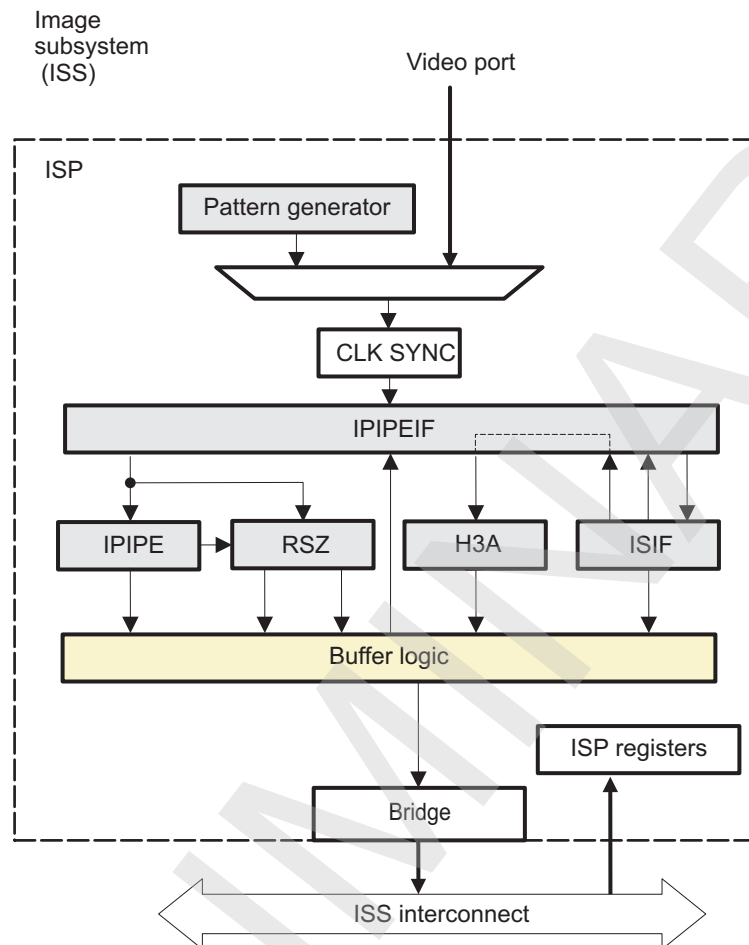 Image
subsystem
(ISS)
Video port
ISP
Pattern generator
CLK SYNC
IPIPEIF
IPIPE
RSZ
H3A
ISIF
Buffer logic
ISP registers
Bridge
ISS interconnect